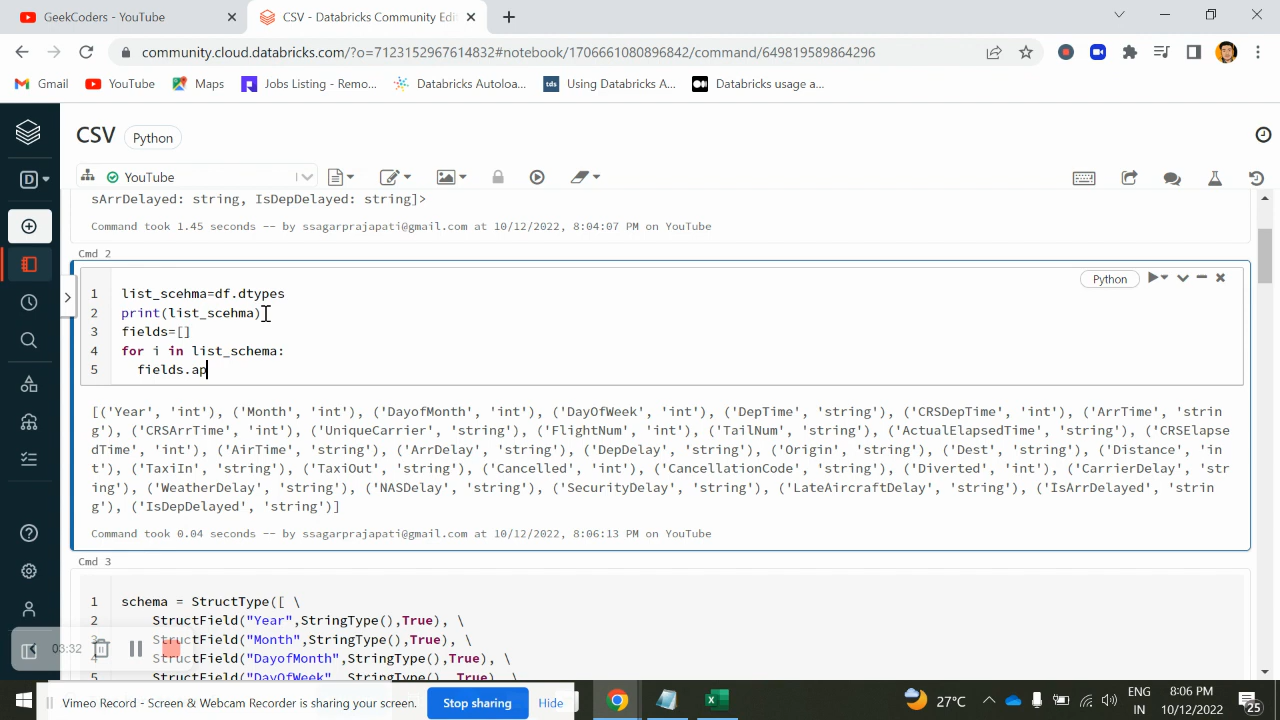 GeekCoders - YouTube
CSV - Databricks Community Edit
community.cloud.databricks.com/?o=7123152967614832#notebook/1706661080896842/command/649819589864296
Gmail YouTube Maps Jobs Listing - Remo... Databricks Autoloa... tds Using Databricks A... Databricks usage a...
CSV Python
D YouTube
sArrDelayed: string, IsDepDelayed: string]>
Command took 1.45 seconds -- by ssagarprajapati@gmail.com at 10/12/2022, 8:04:07 PM on YouTube
Cmd 2
Python
1 list_scehma=df.dtypes
2 print(list_scehma)
3 fields=[]
4 for i in list_schema:
5 fields.ap
[('Year', 'int'), ('Month', 'int'), ('DayofMonth', 'int'), ('DayOfWeek', 'int'), ('DepTime', 'string'), ('CRSDepTime', 'int'), ('ArrTime', 'strin
g'), ('CRSArrTime', 'int'), ('UniqueCarrier', 'string'), ('FlightNum', 'int'), ('TailNum', 'string'), ('ActualElapsedTime', 'string'), ('CRSElapse
dTime', 'int'), ('AirTime', 'string'), ('ArrDelay', 'string'), ('DepDelay', 'string'), ('Origin', 'string'), ('Dest', 'string'), ('Distance', 'in
t'), ('TaxiIn', 'string'), ('TaxiOut', 'string'), ('Cancelled', 'int'), ('CancellationCode', 'string'), ('Diverted', 'int'), ('CarrierDelay', 'str
ing'), ('WeatherDelay', 'string'), ('NASDelay', 'string'), ('SecurityDelay', 'string'), ('LateAircraftDelay', 'string'), ('IsArrDelayed', 'strin
g'), ('IsDepDelayed', 'string')]
Command took 0.04 seconds -- by ssagarprajapati@gmail.com at 10/12/2022, 8:06:13 PM on YouTube
Cmd 3
1 schema = StructType([ \
2 StructField("Year",StringType(),True), \
3 StructField("Month",StringType(),True), \
4 StructField("DayofMonth",StringType(),True), \
5 StructField("DayOfWeek",StringType(),True), \
03:32
Vimeo Record - Screen & Webcam Recorder is sharing your screen. Stop sharing Hide
27°C
ENG
IN
8:06 PM
10/12/2022
25